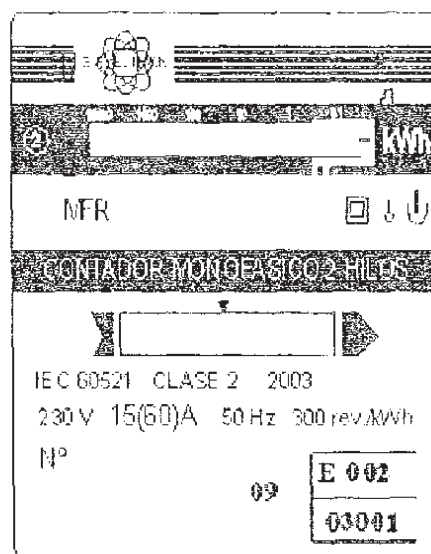 kWh
MFR
CONTADOR MONOFASICO 2 HILOS
IEC 60521 CLASE 2 2003
230 V 15(60)A 50 Hz 300 rev./kWh
Nº
09
E 002
03001